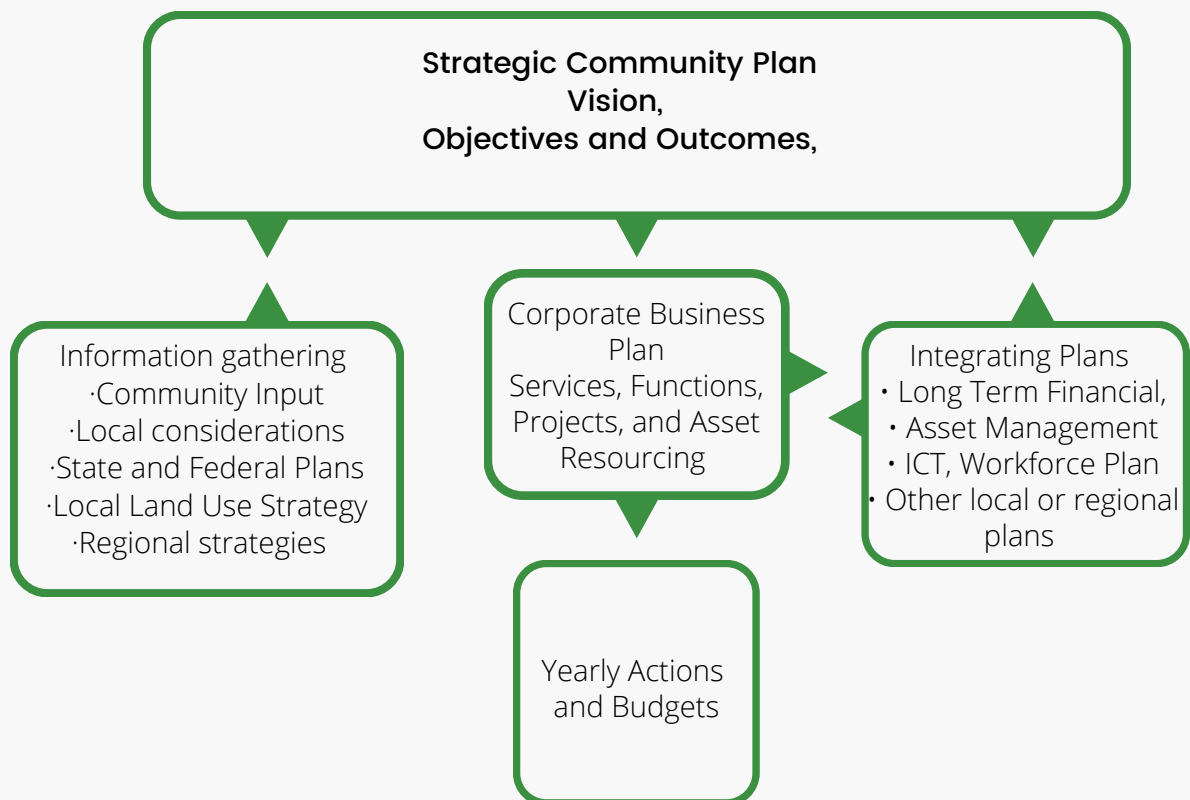 Strategic Community Plan
Vision,
Objectives and Outcomes,
Information gathering
·Community Input
·Local considerations
·State and Federal Plans
·Local Land Use Strategy
·Regional strategies
Corporate Business
Plan
Services, Functions,
Projects, and Asset
Resourcing
Integrating Plans
• Long Term Financial,
• Asset Management
• ICT, Workforce Plan
• Other local or regional
plans
Yearly Actions
and Budgets